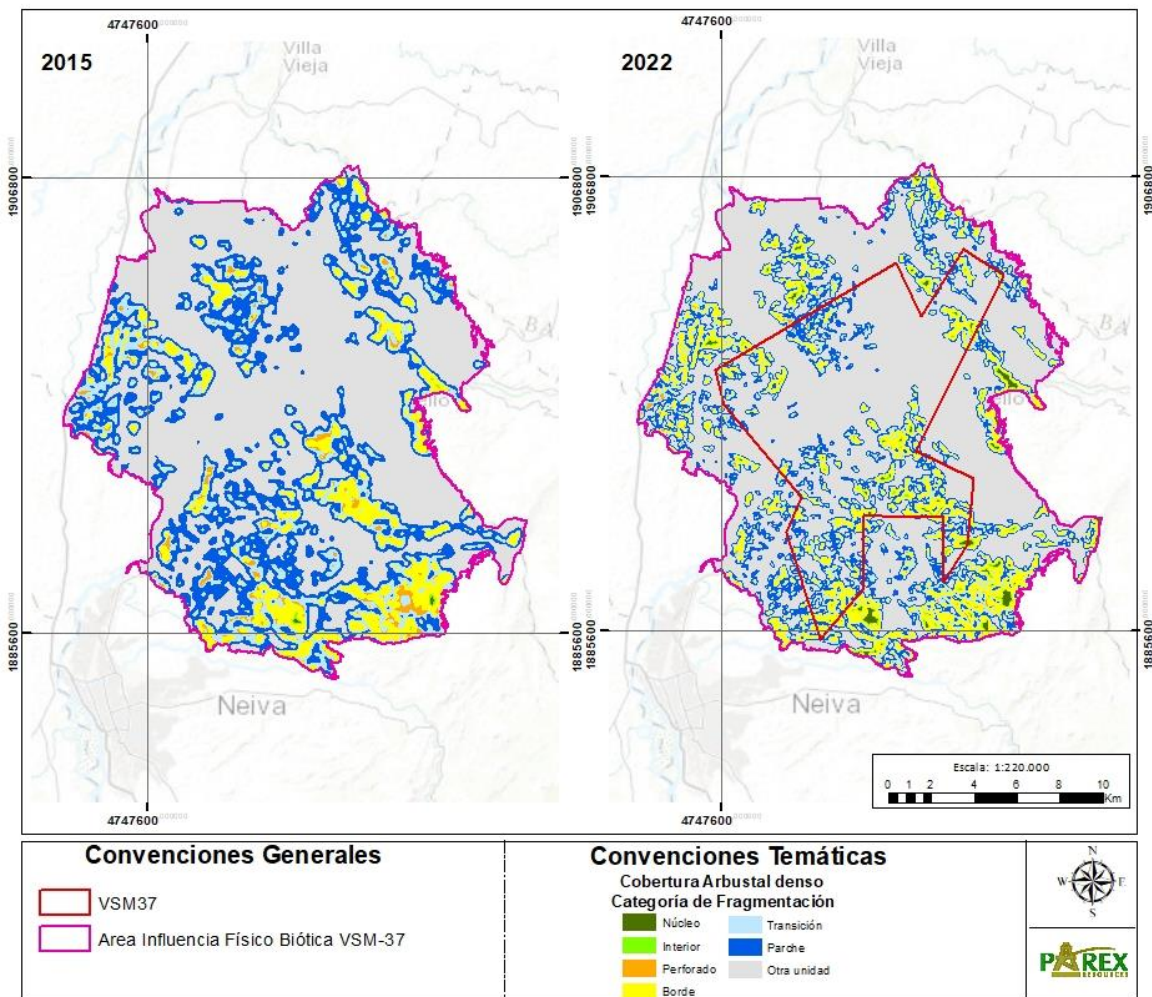 4747600
4747600
2015
Villa
Vieja
2022
Villa
Vieja
1906800
1906800
1906800
Neiva
Neiva
1885600
1885600
1885600
Escala: 1:220.000
0 1 2 4 6 8 10
Km
4747600
4747600
Convenciones Generales
VSM37
Area Influencia Físico Biótica VSM-37
Convenciones Temáticas
Cobertura Arbustal denso
Categoría de Fragmentación
Núcleo
Interior
Perforado
Borde
Transición
Parche
Otra unidad
N
W E
S
PAREX
RESOURCES